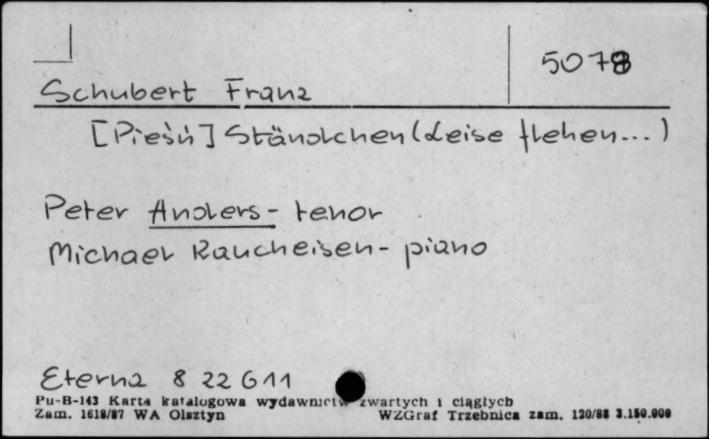 5078
Schubert Franz
[Pieśń] Ständchen (Leise flehen...)
Peter Anders - tenor
Michael Raucheisen - piano
Eterna 8 22 611
Pu-B-143 Karta katalogowa wydawnictw zwartych i ciągłych
Zam. 1618/87 WA Olsztyn WZGraf Trzebnica zam. 120/88 3.150.000